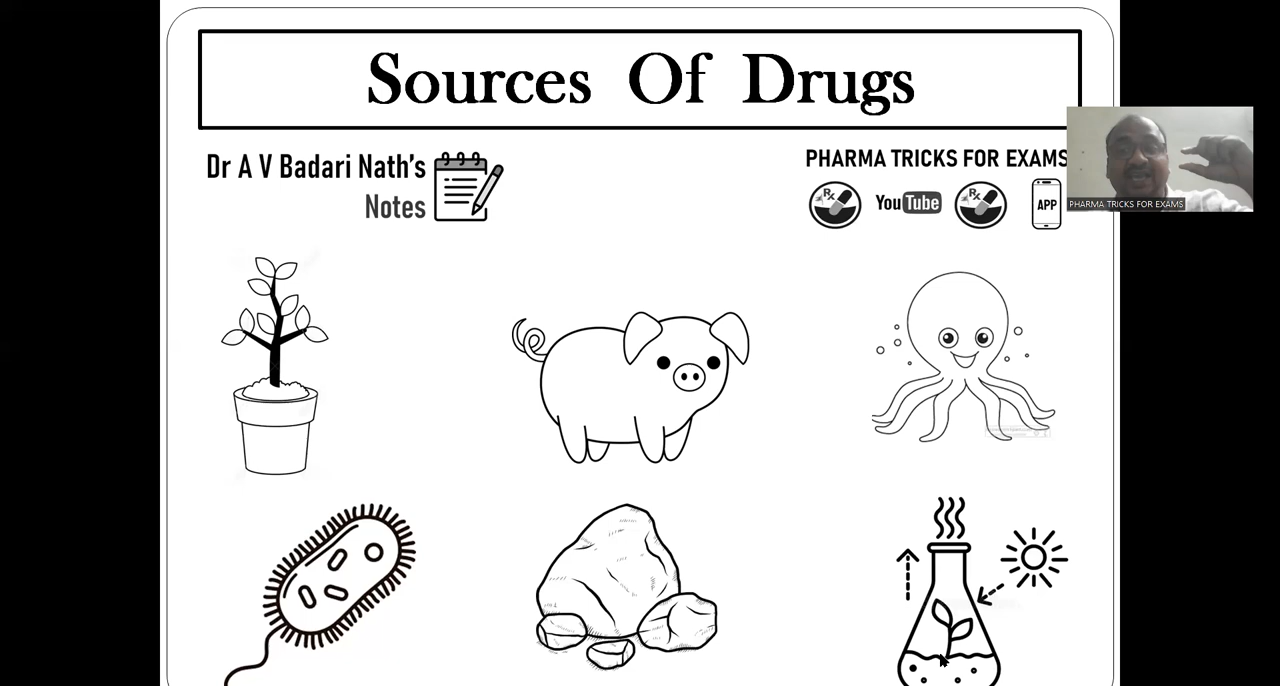 Sources Of Drugs
Dr A V Badari Nath's
Notes
PHARMA TRICKS FOR EXAMS
Rx
YouTube
Rx
APP
PHARMA TRICKS FOR EXAMS